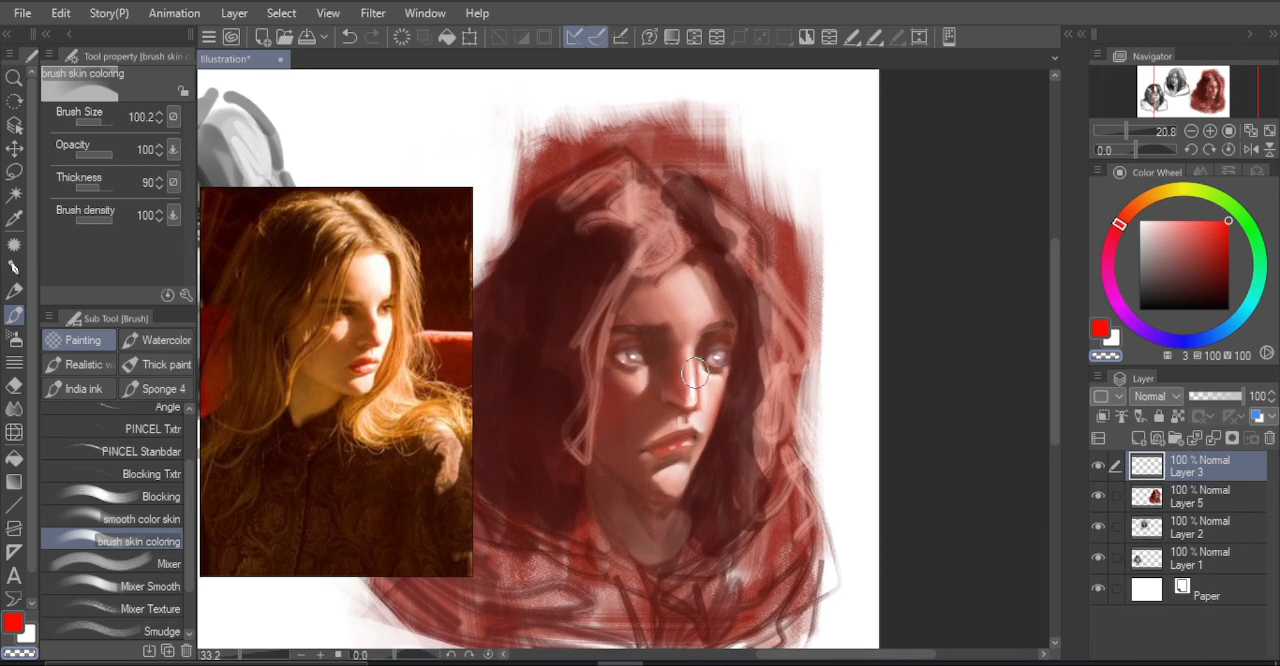 File Edit Story(P) Animation Layer Select View Filter Window Help
Tool property [brush skin c
brush skin coloring
Brush Size 100.2
Opacity 100
Thickness 90
Brush density 100
Sub Tool [Brush]
Painting Watercolor
Realistic w Thick paint
India ink Sponge 4
Angle
PINCEL Txtr
PINCEL Stanbdar
Blocking Txtr
Blocking
smooth color skin
brush skin coloring
Mixer
Mixer Smooth
Mixer Texture
Smudge
Illustration*
33.2 0.0
Navigator
20.8
0.0
Color Wheel
3 100 100
Layer
Normal 100
100 % Normal
Layer 3
100 % Normal
Layer 5
100 % Normal
Layer 2
100 % Normal
Layer 1
Paper